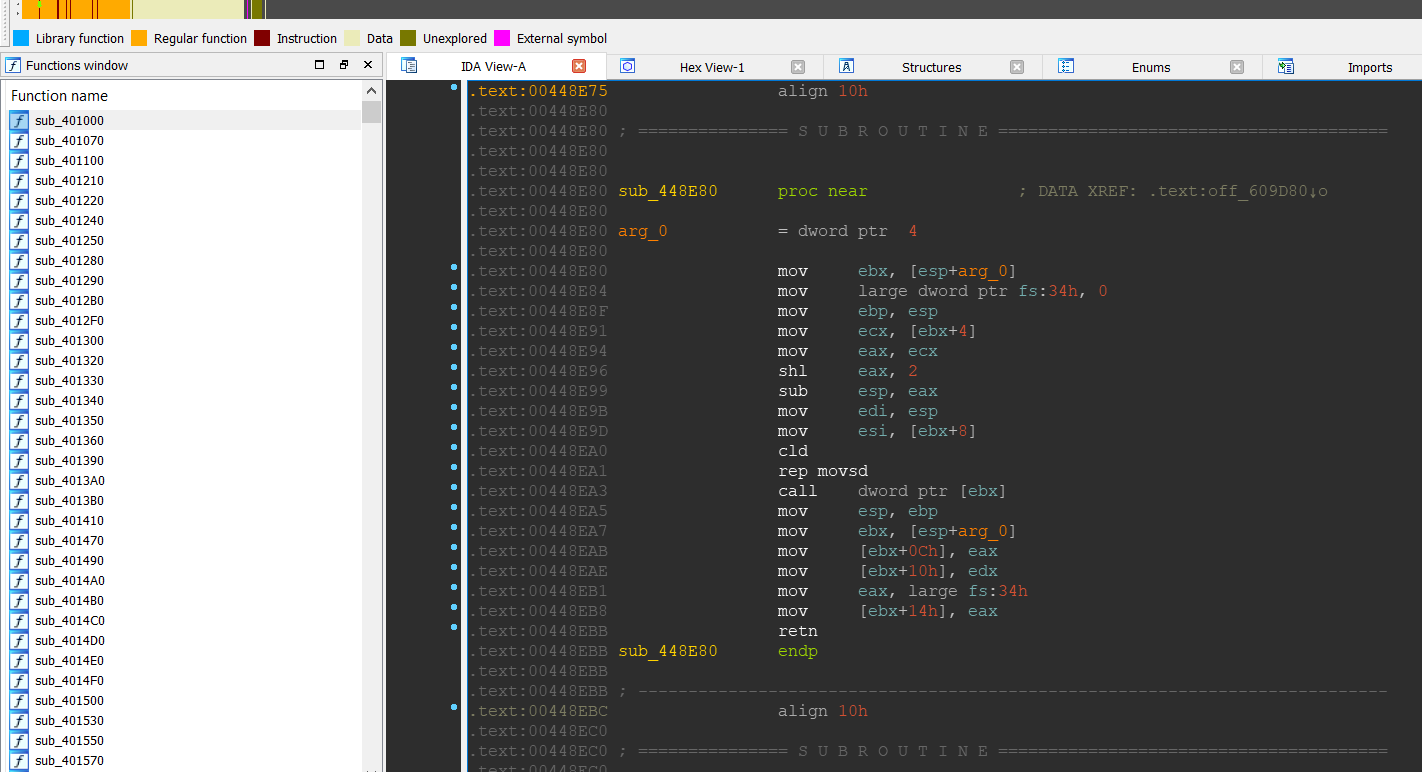 Library function Regular function Instruction Data Unexplored External symbol
Functions window
IDA View-A Hex View-1 Structures Enums Imports
Function name
sub_401000
sub_401070
sub_401100
sub_401210
sub_401220
sub_401240
sub_401250
sub_401280
sub_401290
sub_4012B0
sub_4012F0
sub_401300
sub_401320
sub_401330
sub_401340
sub_401350
sub_401360
sub_401390
sub_4013A0
sub_4013B0
sub_401410
sub_401470
sub_401490
sub_4014A0
sub_4014B0
sub_4014C0
sub_4014D0
sub_4014E0
sub_4014F0
sub_401500
sub_401530
sub_401550
sub_401570
.text:00448E75 align 10h
.text:00448E80
.text:00448E80 ; =============== S U B R O U T I N E =======================================
.text:00448E80
.text:00448E80
.text:00448E80 sub_448E80 proc near ; DATA XREF: .text:off_609D80↓o
.text:00448E80
.text:00448E80 arg_0 = dword ptr 4
.text:00448E80
.text:00448E80 mov ebx, [esp+arg_0]
.text:00448E84 mov large dword ptr fs:34h, 0
.text:00448E8F mov ebp, esp
.text:00448E91 mov ecx, [ebx+4]
.text:00448E94 mov eax, ecx
.text:00448E96 shl eax, 2
.text:00448E99 sub esp, eax
.text:00448E9B mov edi, esp
.text:00448E9D mov esi, [ebx+8]
.text:00448EA0 cld
.text:00448EA1 rep movsd
.text:00448EA3 call dword ptr [ebx]
.text:00448EA5 mov esp, ebp
.text:00448EA7 mov ebx, [esp+arg_0]
.text:00448EAB mov [ebx+0Ch], eax
.text:00448EAE mov [ebx+10h], edx
.text:00448EB1 mov eax, large fs:34h
.text:00448EB8 mov [ebx+14h], eax
.text:00448EBB retn
.text:00448EBB sub_448E80 endp
.text:00448EBB
.text:00448EBB ; ---------------------------------------------------------------------------
.text:00448EBC align 10h
.text:00448EC0
.text:00448EC0 ; =============== S U B R O U T I N E =======================================
.text:00448EC0